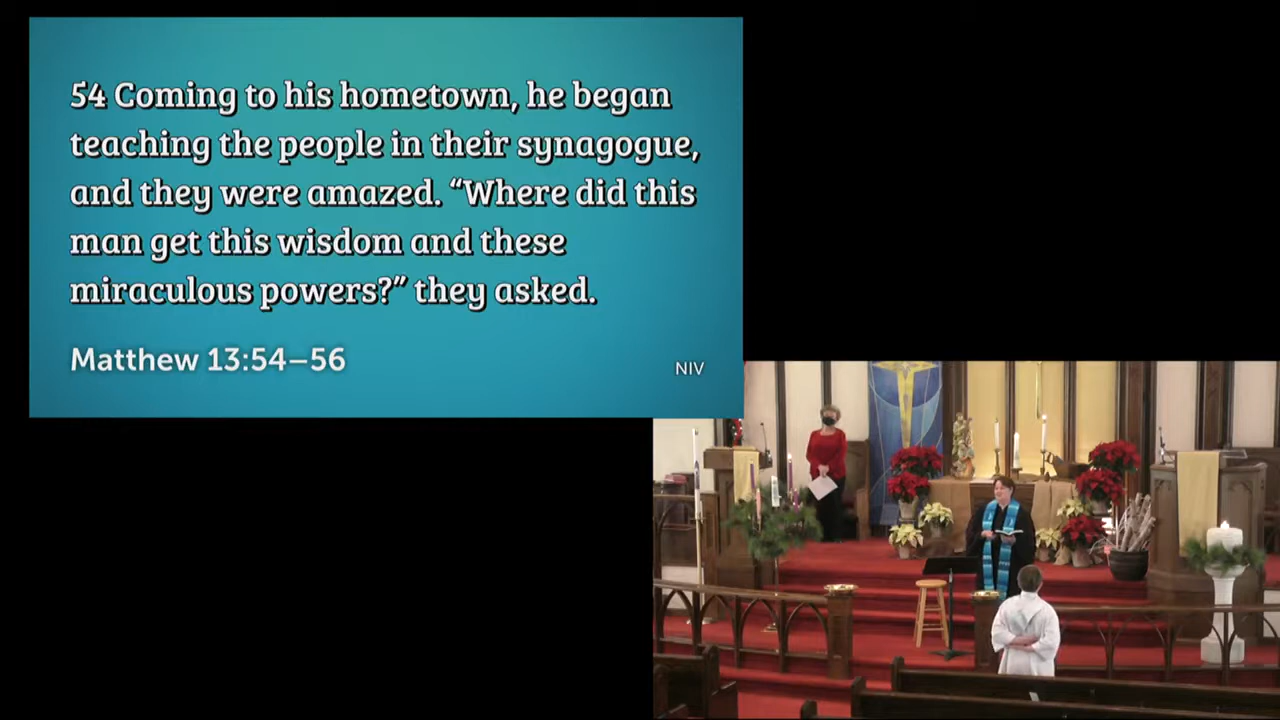 54 Coming to his hometown, he began
teaching the people in their synagogue,
and they were amazed. “Where did this
man get this wisdom and these
miraculous powers?” they asked.
Matthew 13:54–56
NIV